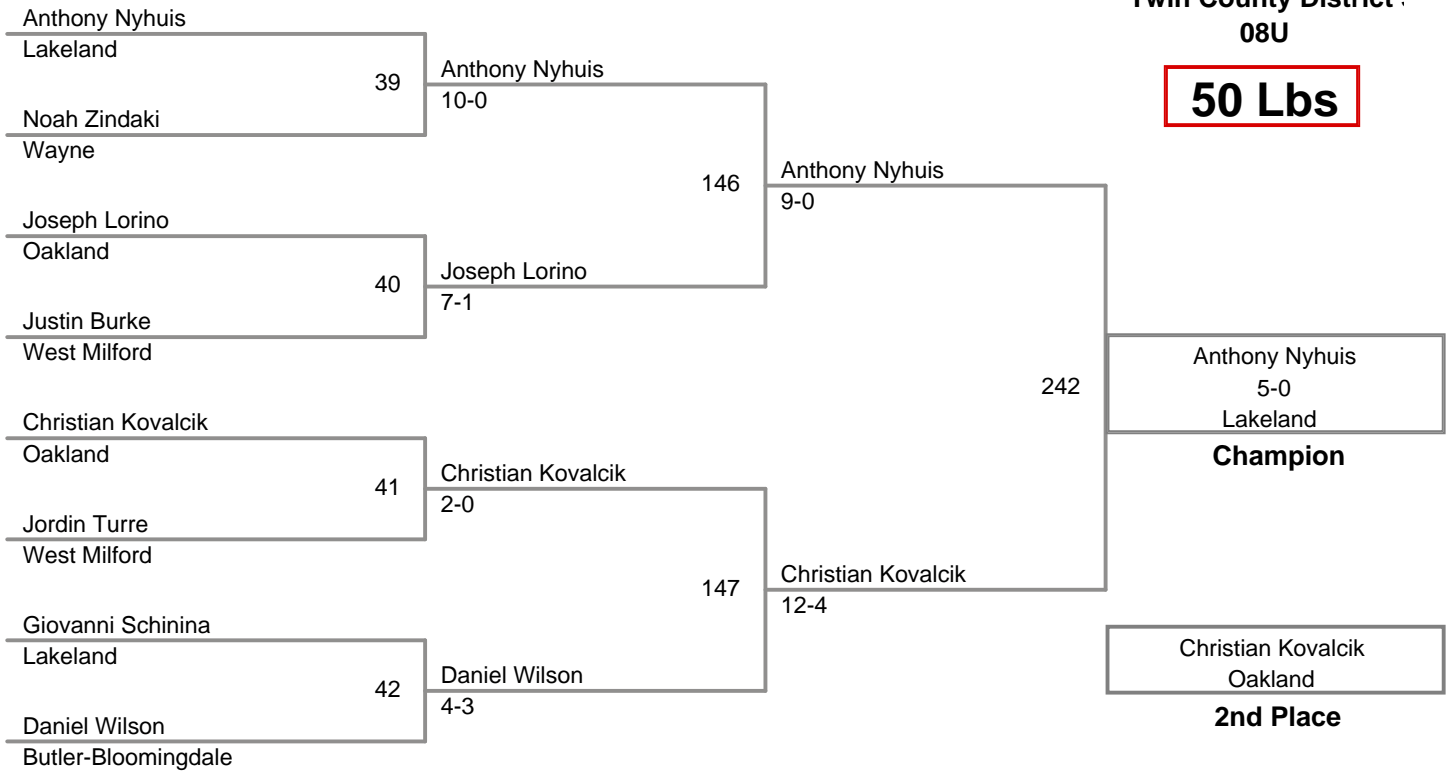 Twin County District
08U
50 Lbs
Anthony Nyhuis
Lakeland
39
Noah Zindaki
Wayne
Anthony Nyhuis
10-0
Joseph Lorino
Oakland
40
Justin Burke
West Milford
Joseph Lorino
7-1
146
Anthony Nyhuis
9-0
Christian Kovalcik
Oakland
41
Jordin Turre
West Milford
Christian Kovalcik
2-0
Giovanni Schinina
Lakeland
42
Daniel Wilson
Butler-Bloomingdale
Daniel Wilson
4-3
147
Christian Kovalcik
12-4
242
Anthony Nyhuis
5-0
Lakeland
Champion
Christian Kovalcik
Oakland
2nd Place